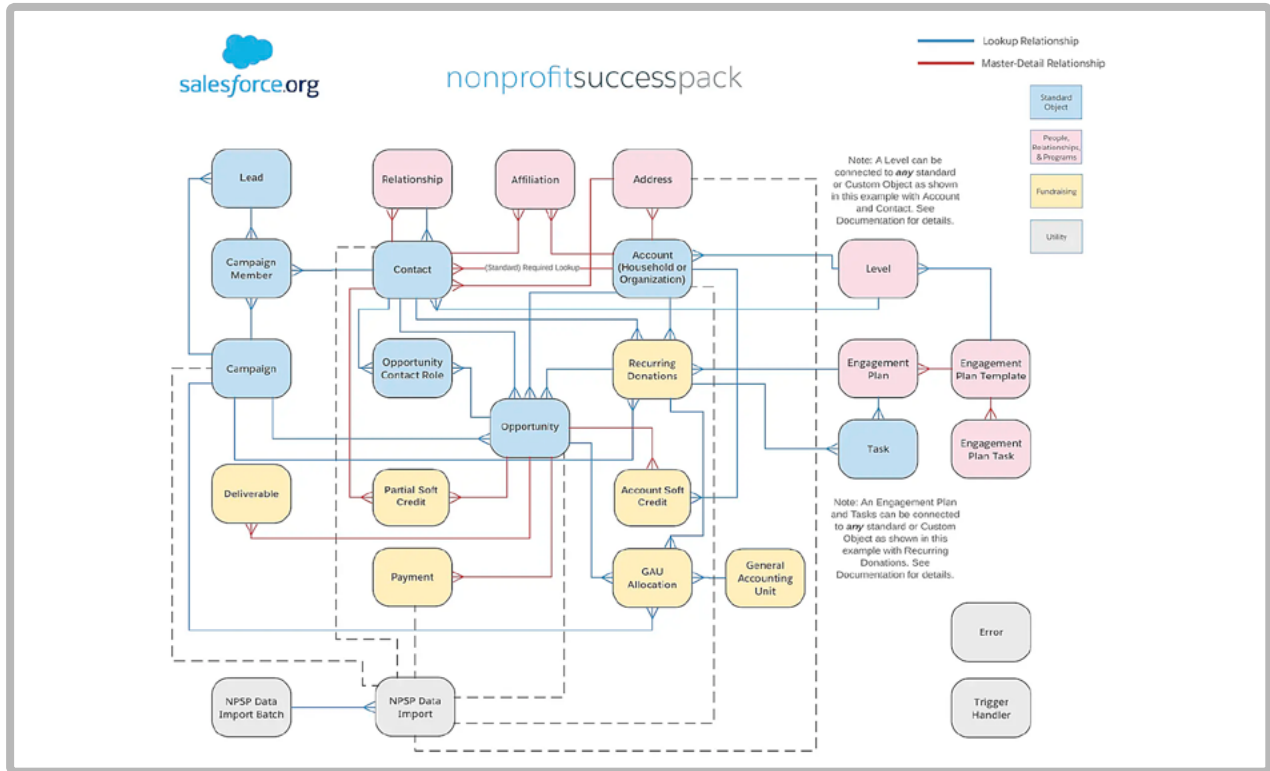 salesforce.org
nonprofitsuccesspack
Lookup Relationship
Master-Detail Relationship
Standard
Object
People,
Relationships,
& Programs
Fundraising
Utility
Lead
Relationship
Affiliation
Address
Note: A Level can be
connected to any standard
or Custom Object as shown
in this example with Account
and Contact. See
Documentation for details.
Campaign
Member
Contact
(Standard) Required Lookup
Account
(Household or
Organization)
Level
Campaign
Opportunity
Contact Role
Recurring
Donations
Engagement
Plan
Engagement
Plan Template
Opportunity
Task
Engagement
Plan Task
Deliverable
Partial Soft
Credit
Account Soft
Credit
Note: An Engagement Plan
and Tasks can be connected
to any standard or Custom
Object as shown in this
example with Recurring
Donations. See
Documentation for details.
Payment
GAU
Allocation
General
Accounting
Unit
Error
NPSP Data
Import Batch
NPSP Data
Import
Trigger
Handler